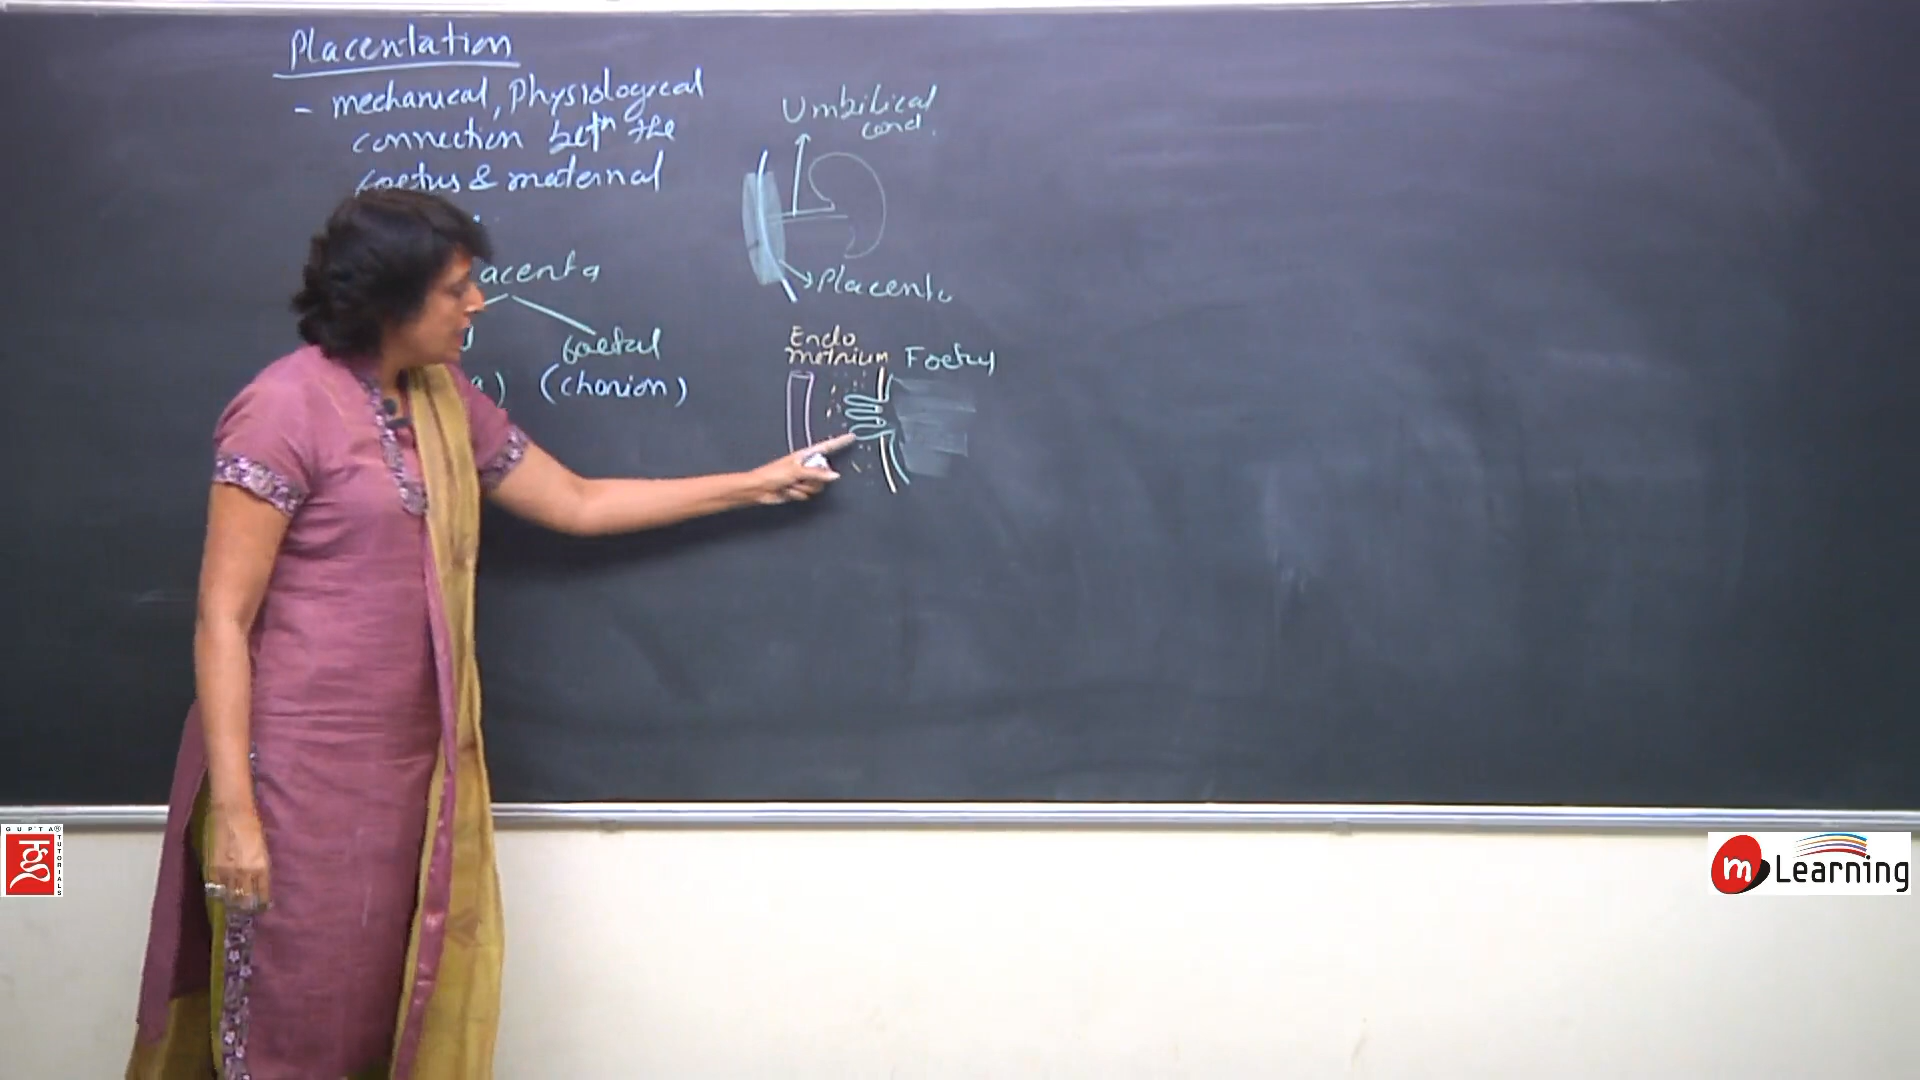 Placentation
- mechanical, Physiological
connection betn the
foetus & maternal
acenta
foetal
(chorion)
Umbilical
cord.
Placenta
Endo
metrium
Foetus
GUPTA®
TUTORIALS
m Learning